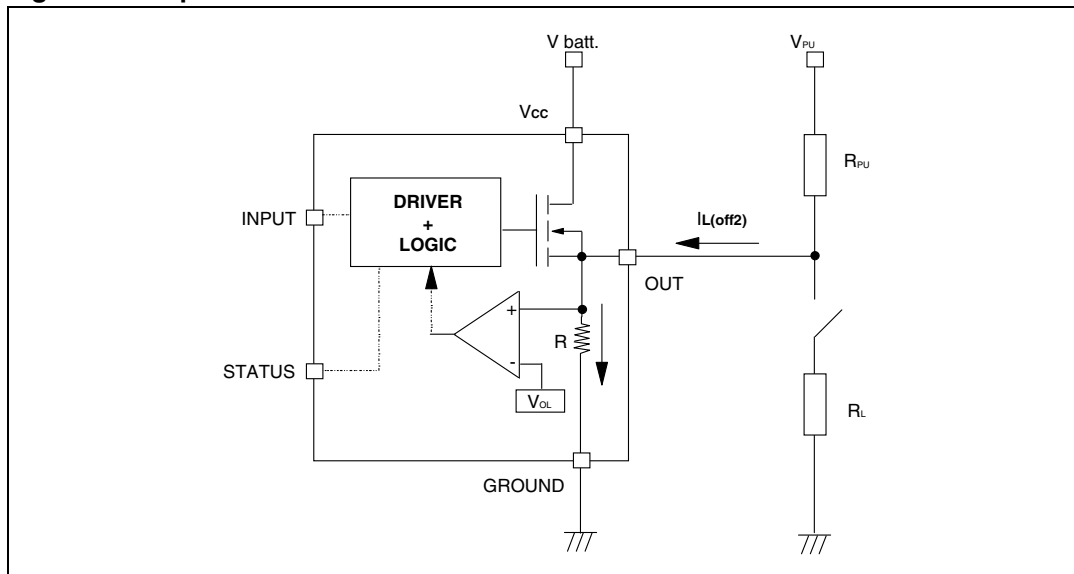 V batt.
VPU
Vcc
RPU
DRIVER
+
LOGIC
INPUT
IL(off2)
OUT
+
R
-
STATUS
VOL
RL
GROUND